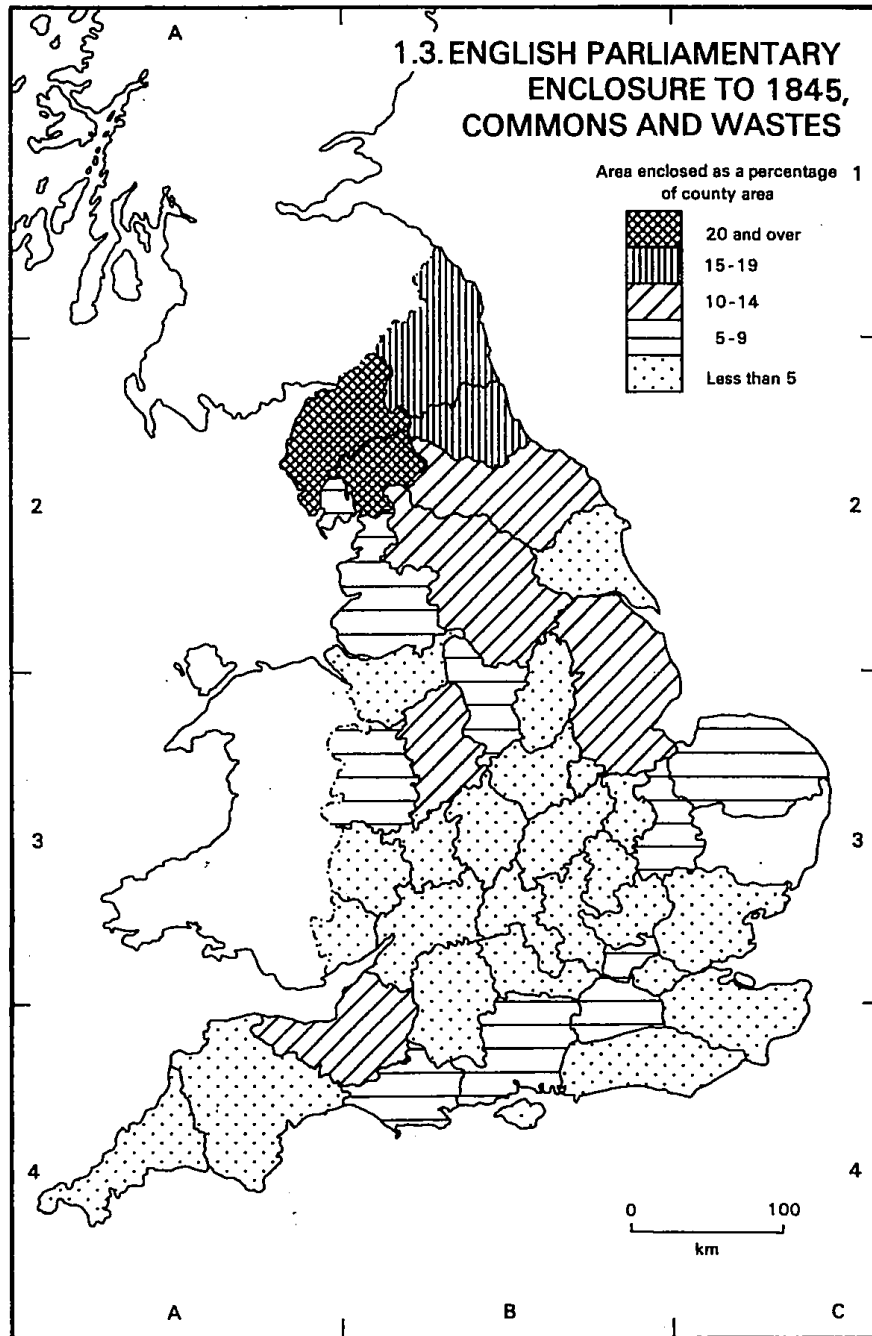 A
1.3. ENGLISH PARLIAMENTARY
ENCLOSURE TO 1845,
COMMONS AND WASTES
Area enclosed as a percentage
of county area
1
20 and over
15-19
10-14
5-9
Less than 5
2
2
3
3
4
4
0 100
km
A
B
C